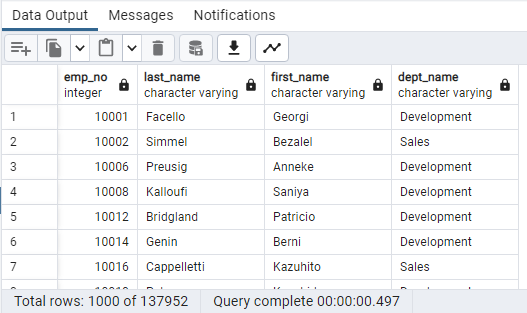 Data Output Messages Notifications
emp_no last_name first_name dept_name
integer character varying character varying character varying
1 10001 Facello Georgi Development
2 10002 Simmel Bezalel Sales
3 10006 Preusig Anneke Development
4 10008 Kalloufi Saniya Development
5 10012 Bridgland Patricio Development
6 10014 Genin Berni Development
7 10016 Cappelletti Kazuhito Sales
Total rows: 1000 of 137952 Query complete 00:00:00.497